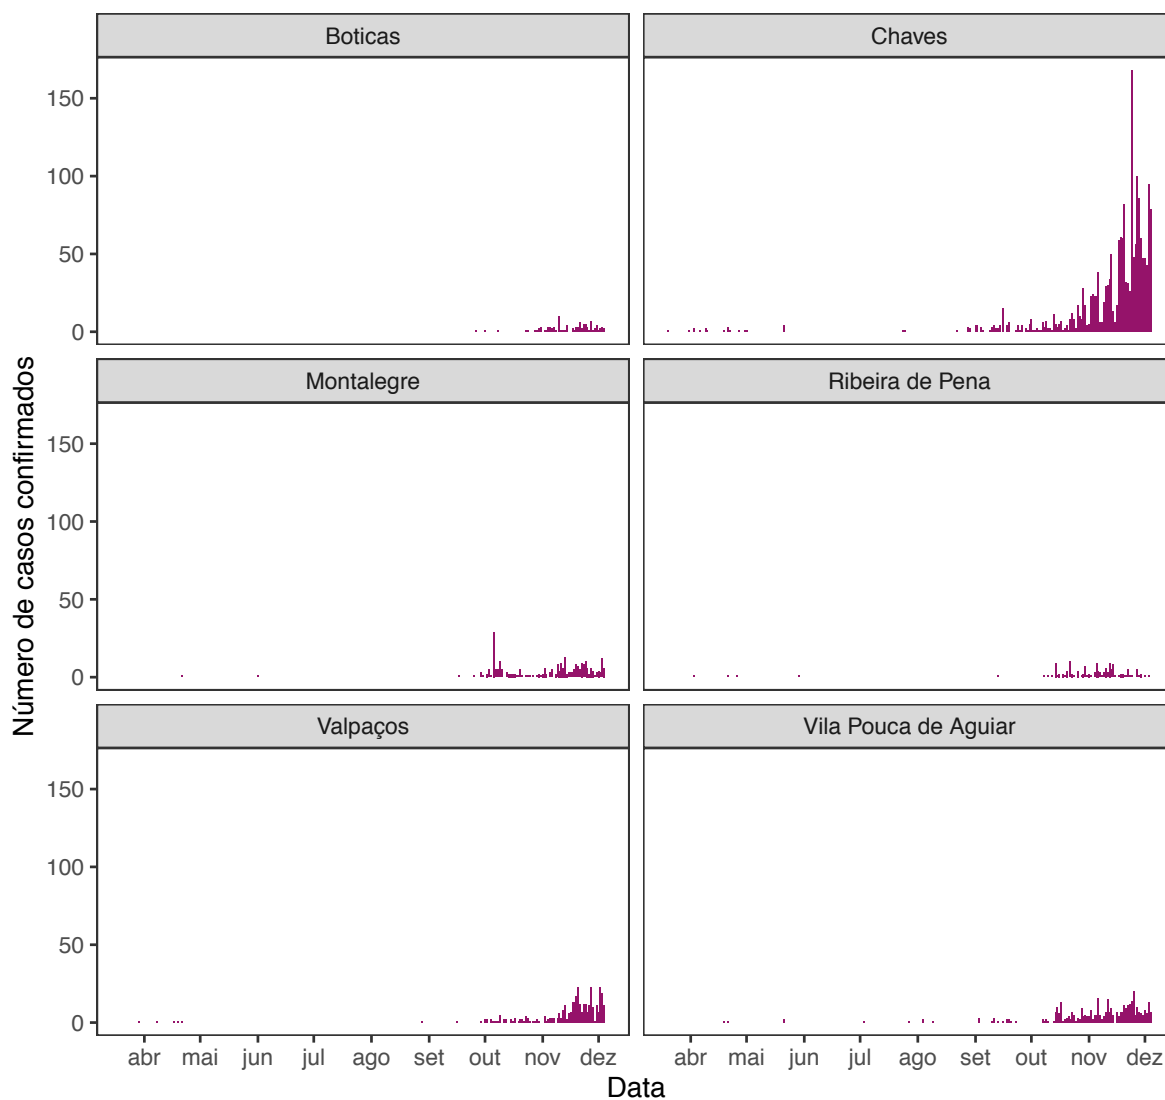 Boticas
Chaves
150
100
50
0
Montalegre
Ribeira de Pena
150
100
50
0
Número de casos confirmados
Valpaços
Vila Pouca de Aguiar
150
100
50
0
abr mai jun jul ago set out nov dez
abr mai jun jul ago set out nov dez
Data